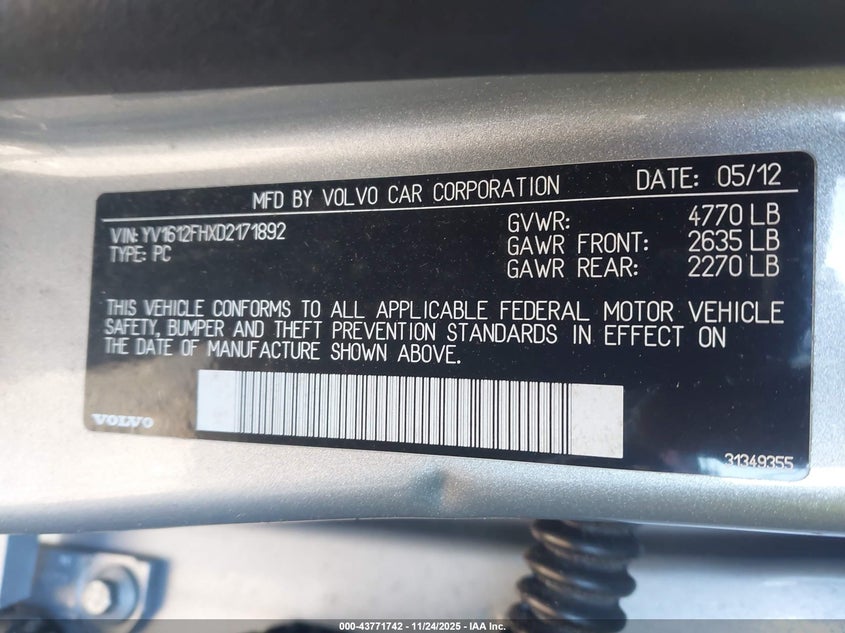 MFD BY VOLVO CAR CORPORATION DATE: 05/12
VIN: YV1612FHXD2171892 GVWR: 4770 LB
TYPE: PC GAWR FRONT: 2635 LB
GAWR REAR: 2270 LB
THIS VEHICLE CONFORMS TO ALL APPLICABLE FEDERAL MOTOR VEHICLE
SAFETY, BUMPER AND THEFT PREVENTION STANDARDS IN EFFECT ON
THE DATE OF MANUFACTURE SHOWN ABOVE.
VOLVO
31349355
000-43771742 - 11/24/2025 - IAA Inc.